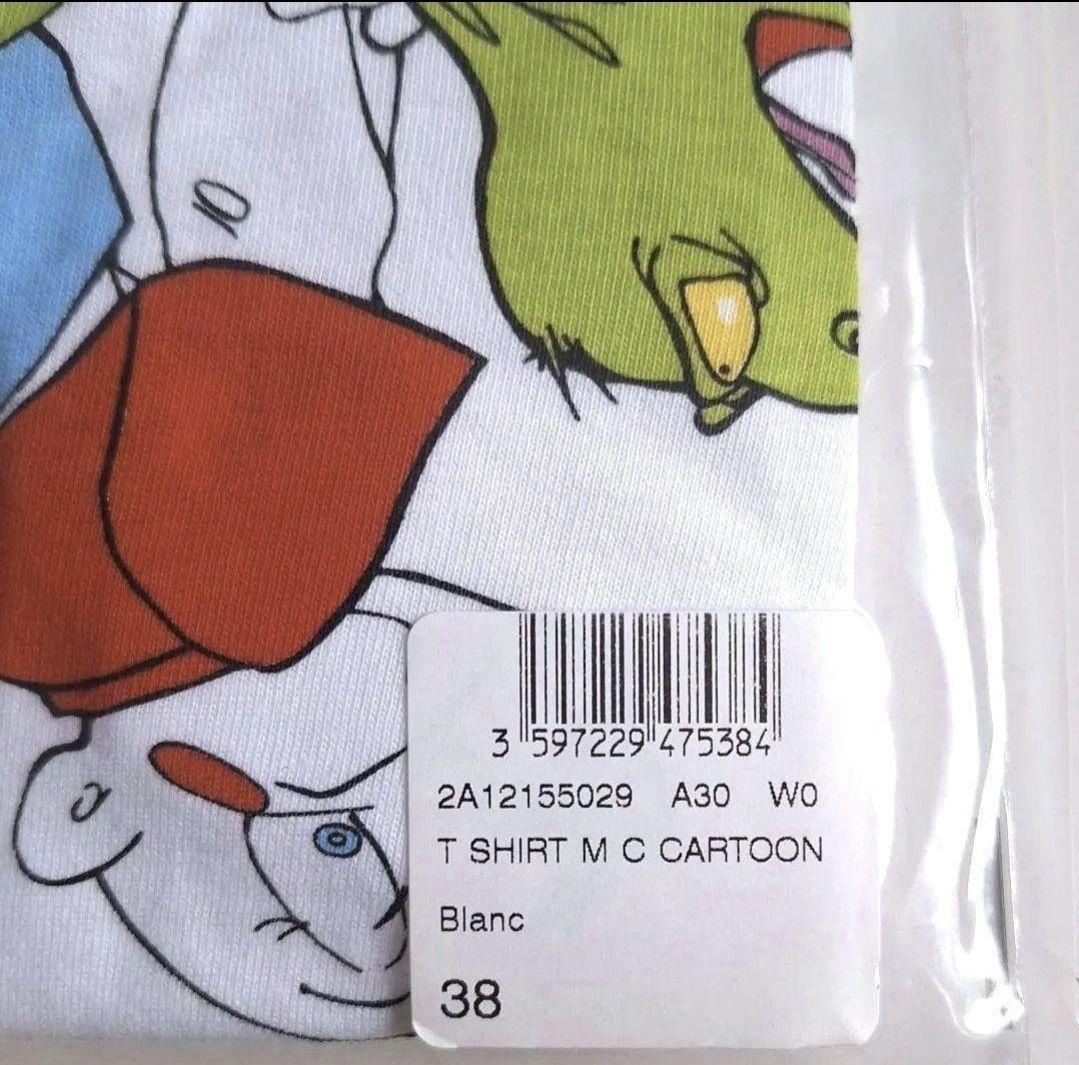 3 597229 475384
2A12155029 A30 W0
T SHIRT M C CARTOON
Blanc
38